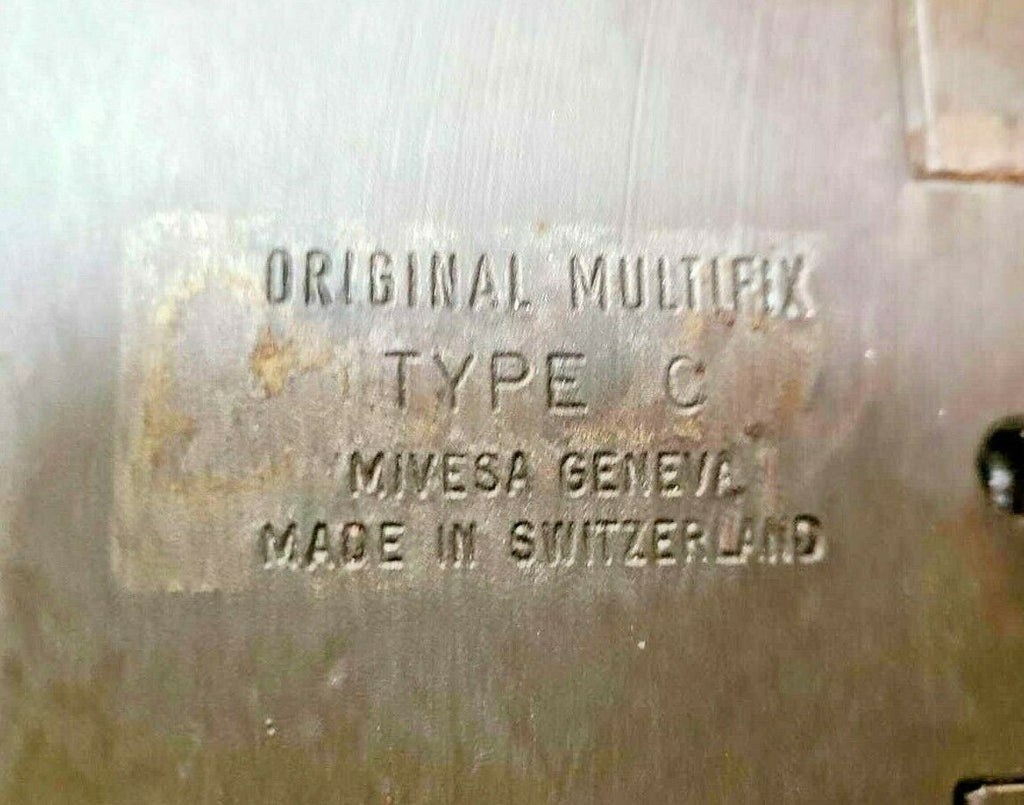 ORIGINAL MULTIFIX
TYPE C
MIVESA GENEVA
MADE IN SWITZERLAND